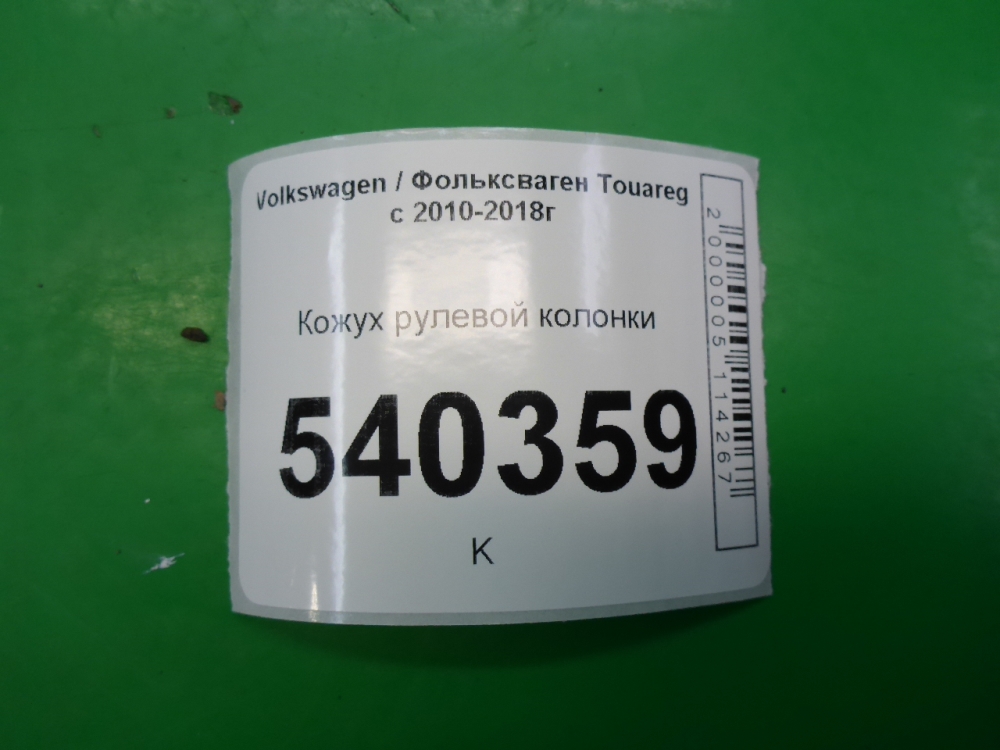 Volkswagen / Фольксваген Touareg
с 2010-2018г
Кожух рулевой колонки
540359
К
2000005114267